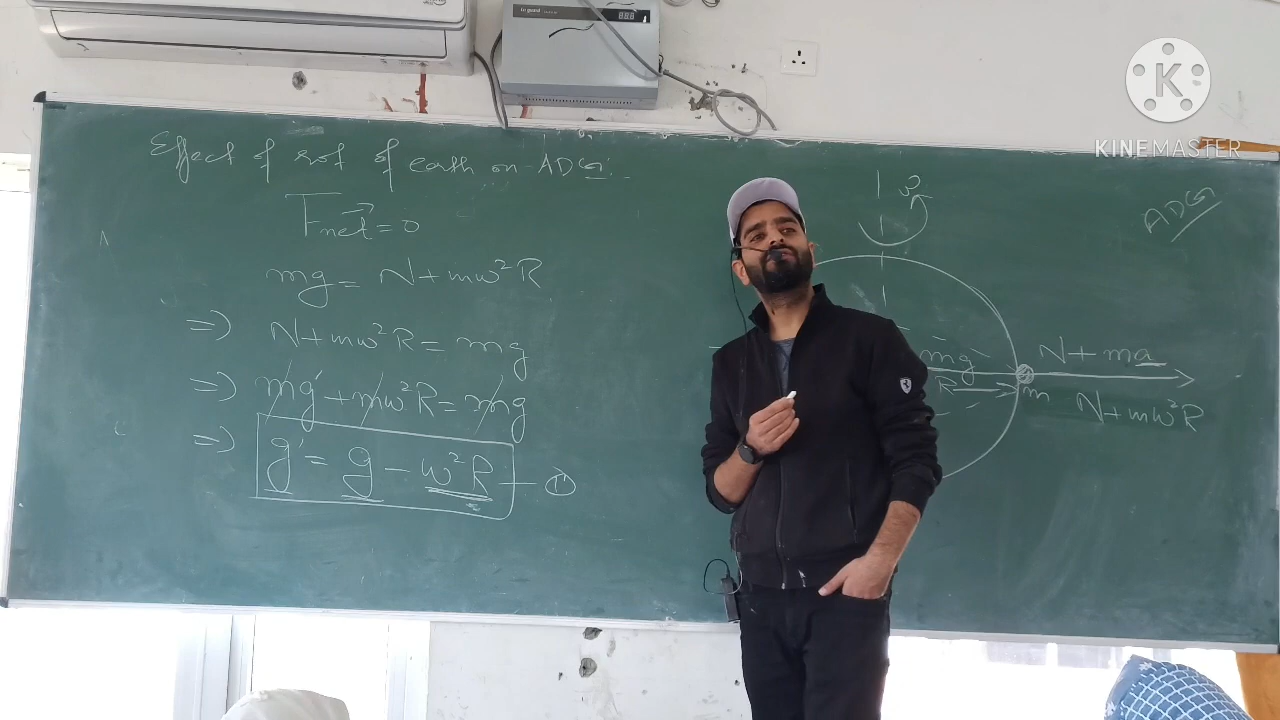 Effect of rot of earth on ADG:
Fnet = 0
mg = N + mω²R
=> N + mω²R = mg
=> mg' + mω²R = mg
=> g' = g - ω²R - ①
ω
ADG
mg
N + ma
R
m
N + mω²R
K
KINEMASTER